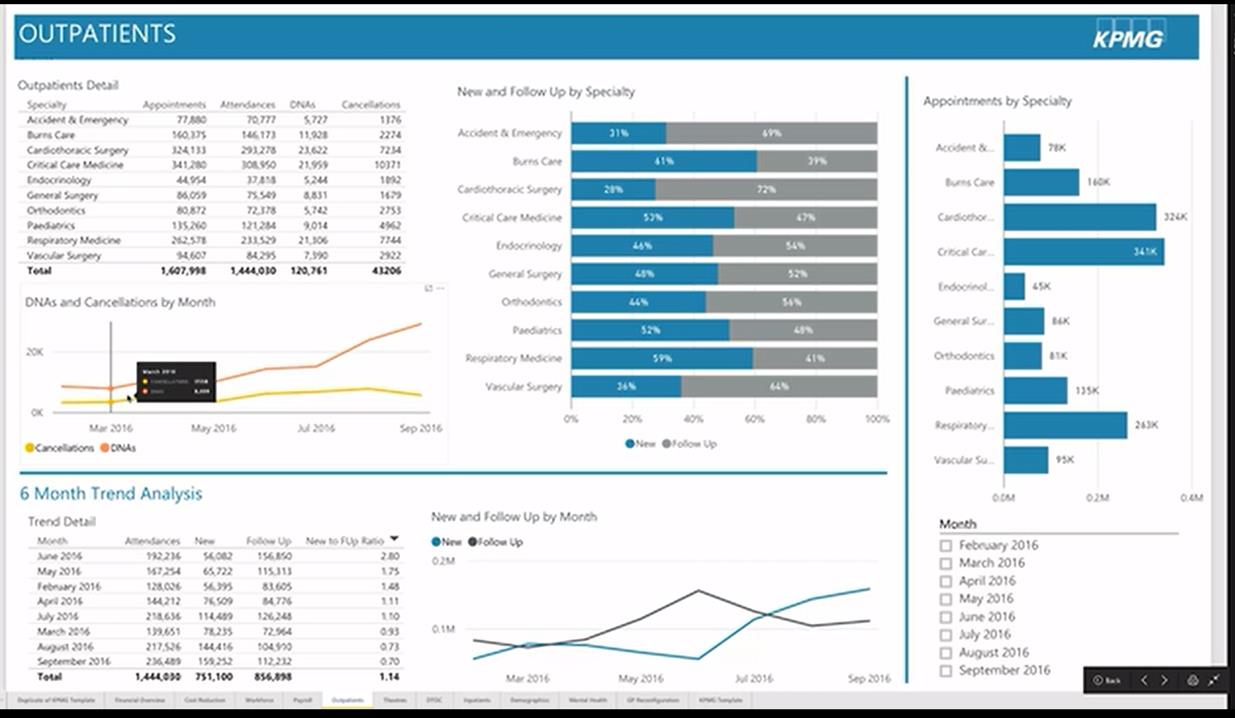 OUTPATIENTS
KPMG
Outpatients Detail
Specialty Appointments Attendances DNAs Cancellations
Accident & Emergency 77,880 70,777 5,727 1376
Burns Care 160,375 146,173 11,928 2274
Cardiothoracic Surgery 324,133 293,278 23,622 7234
Critical Care Medicine 341,280 308,950 21,959 10371
Endocrinology 44,954 37,818 5,244 1892
General Surgery 86,059 75,549 8,831 1679
Orthodontics 80,872 72,378 5,742 2753
Paediatrics 135,260 121,284 9,014 4962
Respiratory Medicine 262,578 233,529 21,306 7744
Vascular Surgery 94,607 84,295 7,390 2922
Total 1,607,998 1,444,030 120,761 43206
DNAs and Cancellations by Month
20K
0K
March 2016
CANCELLATIONS
DNAS
Mar 2016 May 2016 Jul 2016 Sep 2016
Cancellations DNAs
New and Follow Up by Specialty
Accident & Emergency 31% 69%
Burns Care 61% 39%
Cardiothoracic Surgery 28% 72%
Critical Care Medicine 53% 47%
Endocrinology 46% 54%
General Surgery 48% 52%
Orthodontics 44% 56%
Paediatrics 52% 48%
Respiratory Medicine 59% 41%
Vascular Surgery 36% 64%
0% 20% 40% 60% 80% 100%
New Follow Up
Appointments by Specialty
Accident &... 78K
Burns Care 160K
Cardiothor... 324K
Critical Car... 341K
Endocrinol... 45K
General Sur... 86K
Orthodontics 81K
Paediatrics 135K
Respiratory... 263K
Vascular Su... 95K
0.0M 0.2M 0.4M
6 Month Trend Analysis
Trend Detail
Month Attendances New Follow Up New to FUp Ratio
June 2016 192,236 56,082 156,850 2.80
May 2016 167,254 65,722 115,313 1.75
February 2016 128,026 56,395 83,605 1.48
April 2016 144,212 76,509 84,776 1.11
July 2016 218,636 114,489 126,248 1.10
March 2016 139,651 78,235 72,964 0.93
August 2016 217,526 144,416 104,910 0.73
September 2016 236,489 159,252 112,232 0.70
Total 1,444,030 751,100 856,898 1.14
New and Follow Up by Month
New Follow Up
0.2M
0.1M
Mar 2016 May 2016 Jul 2016 Sep 2016
Month
February 2016
March 2016
April 2016
May 2016
June 2016
July 2016
August 2016
September 2016
Back
Duplicate of KPMG Template Financial Overview Cost Reduction Workforce Payroll Outpatients Theatres DTOC Inpatients Demographics Mental Health GP Reconfiguration KPMG Template